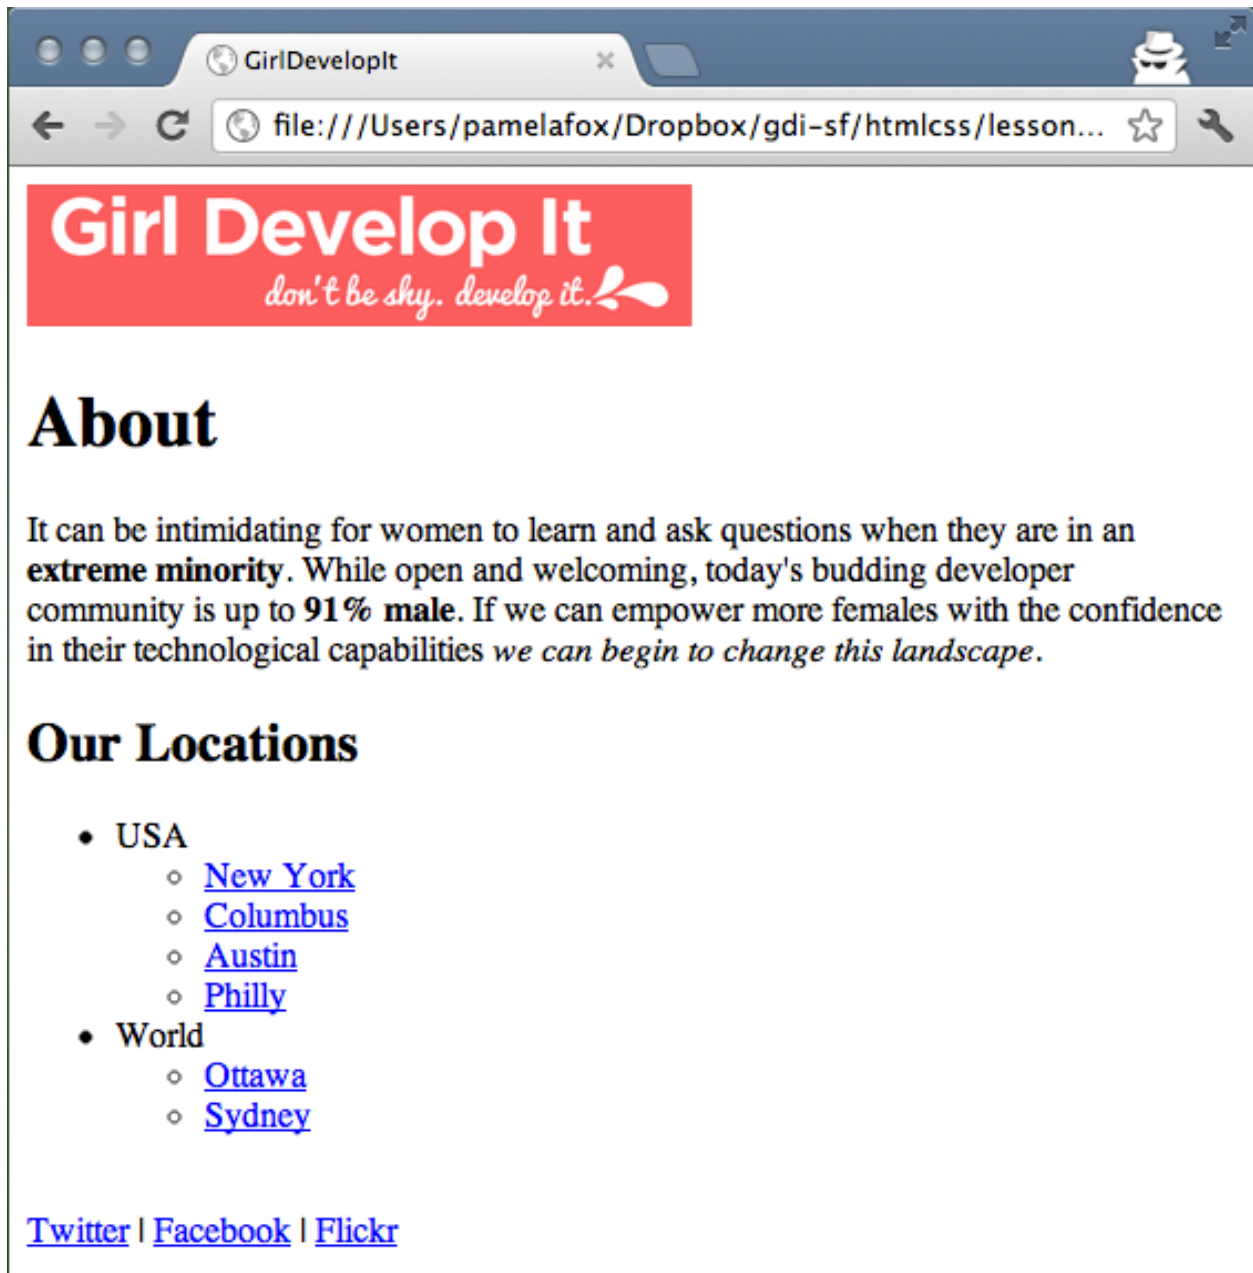 GirlDevelopIt
file:///Users/pamelafox/Dropbox/gdi-sf/htmlcss/lesson...
Girl Develop It
don't be shy. develop it.
About
It can be intimidating for women to learn and ask questions when they are in an
extreme minority. While open and welcoming, today's budding developer
community is up to 91% male. If we can empower more females with the confidence
in their technological capabilities we can begin to change this landscape.
Our Locations
USA
New York
Columbus
Austin
Philly
World
Ottawa
Sydney
Twitter | Facebook | Flickr